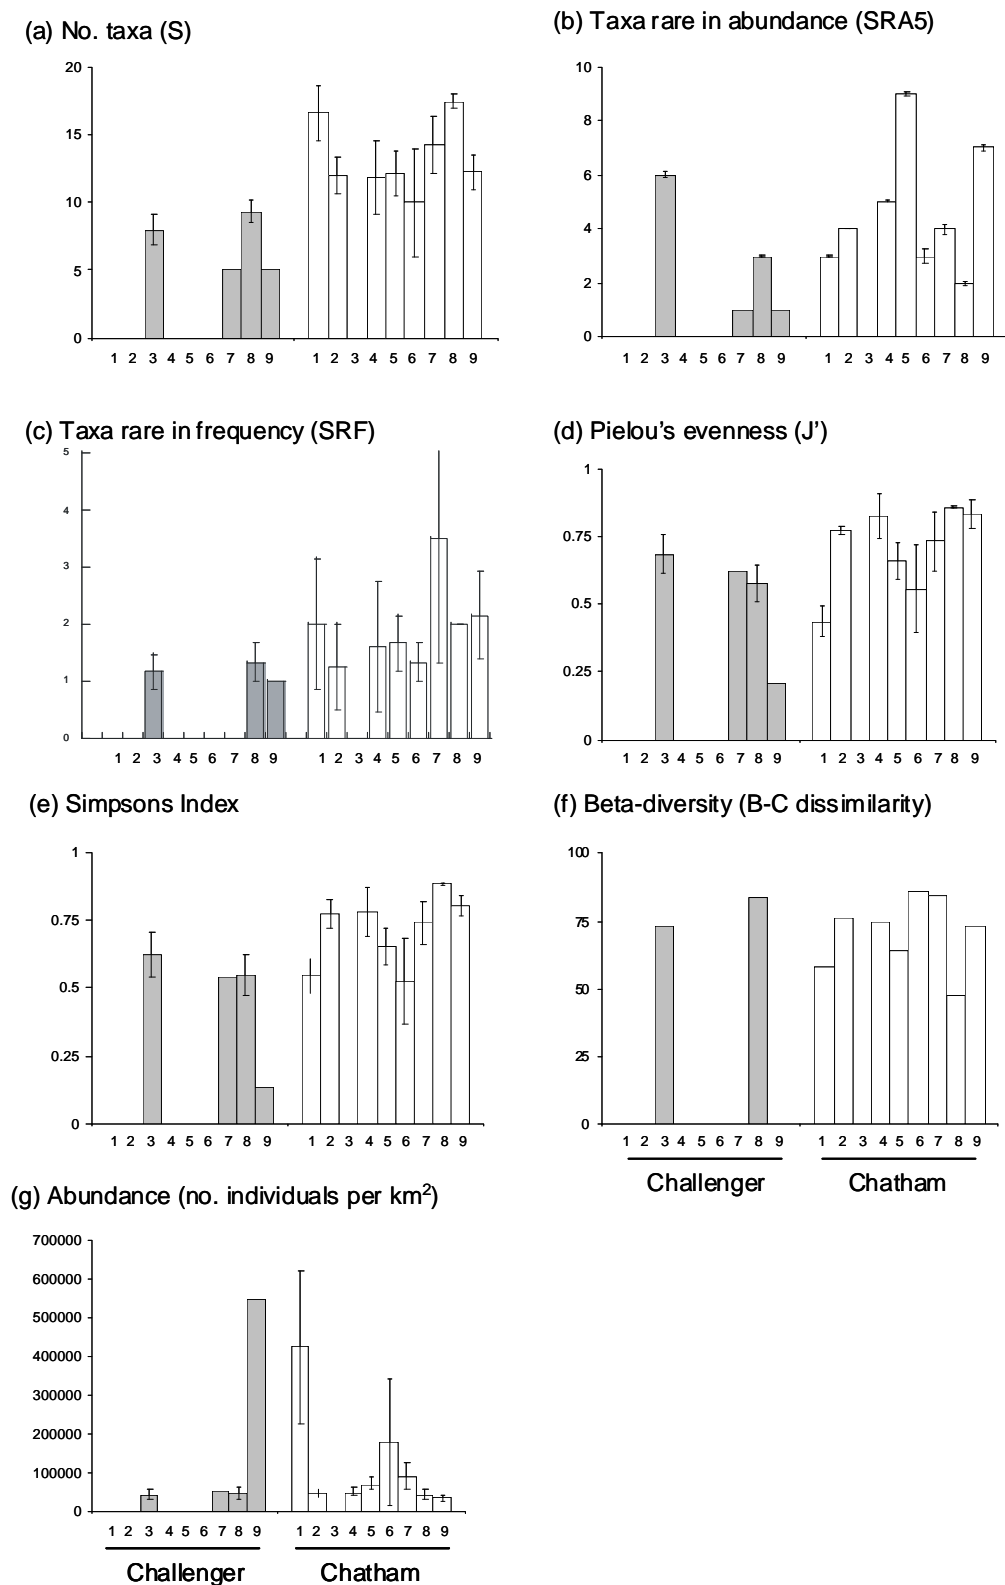 (a) No. taxa (S)
20
15
10
5
0
1 2 3 4 5 6 7 8 9 1 2 3 4 5 6 7 8 9
(b) Taxa rare in abundance (SRA5)
10
8
6
4
2
0
1 2 3 4 5 6 7 8 9 1 2 3 4 5 6 7 8 9
(c) Taxa rare in frequency (SRF)
5
4
3
2
1
0
1 2 3 4 5 6 7 8 9 1 2 3 4 5 6 7 8 9
(d) Pielou's evenness (J')
1
0.75
0.5
0.25
0
1 2 3 4 5 6 7 8 9 1 2 3 4 5 6 7 8 9
(e) Simpsons Index
1
0.75
0.5
0.25
0
1 2 3 4 5 6 7 8 9 1 2 3 4 5 6 7 8 9
(f) Beta-diversity (B-C dissimilarity)
100
75
50
25
0
1 2 3 4 5 6 7 8 9 1 2 3 4 5 6 7 8 9
Challenger Chatham
(g) Abundance (no. individuals per km²)
700000
600000
500000
400000
300000
200000
100000
0
1 2 3 4 5 6 7 8 9 1 2 3 4 5 6 7 8 9
Challenger Chatham